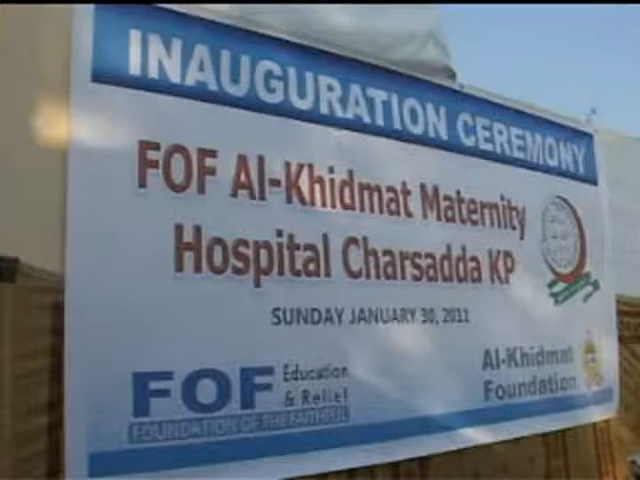 INAUGURATION CEREMONY
FOF Al-Khidmat Maternity
Hospital Charsadda KP
SUNDAY JANUARY 30, 2011
FOF Education
& Relief
FOUNDATION OF THE FAITHFUL
Al-Khidmat
Foundation